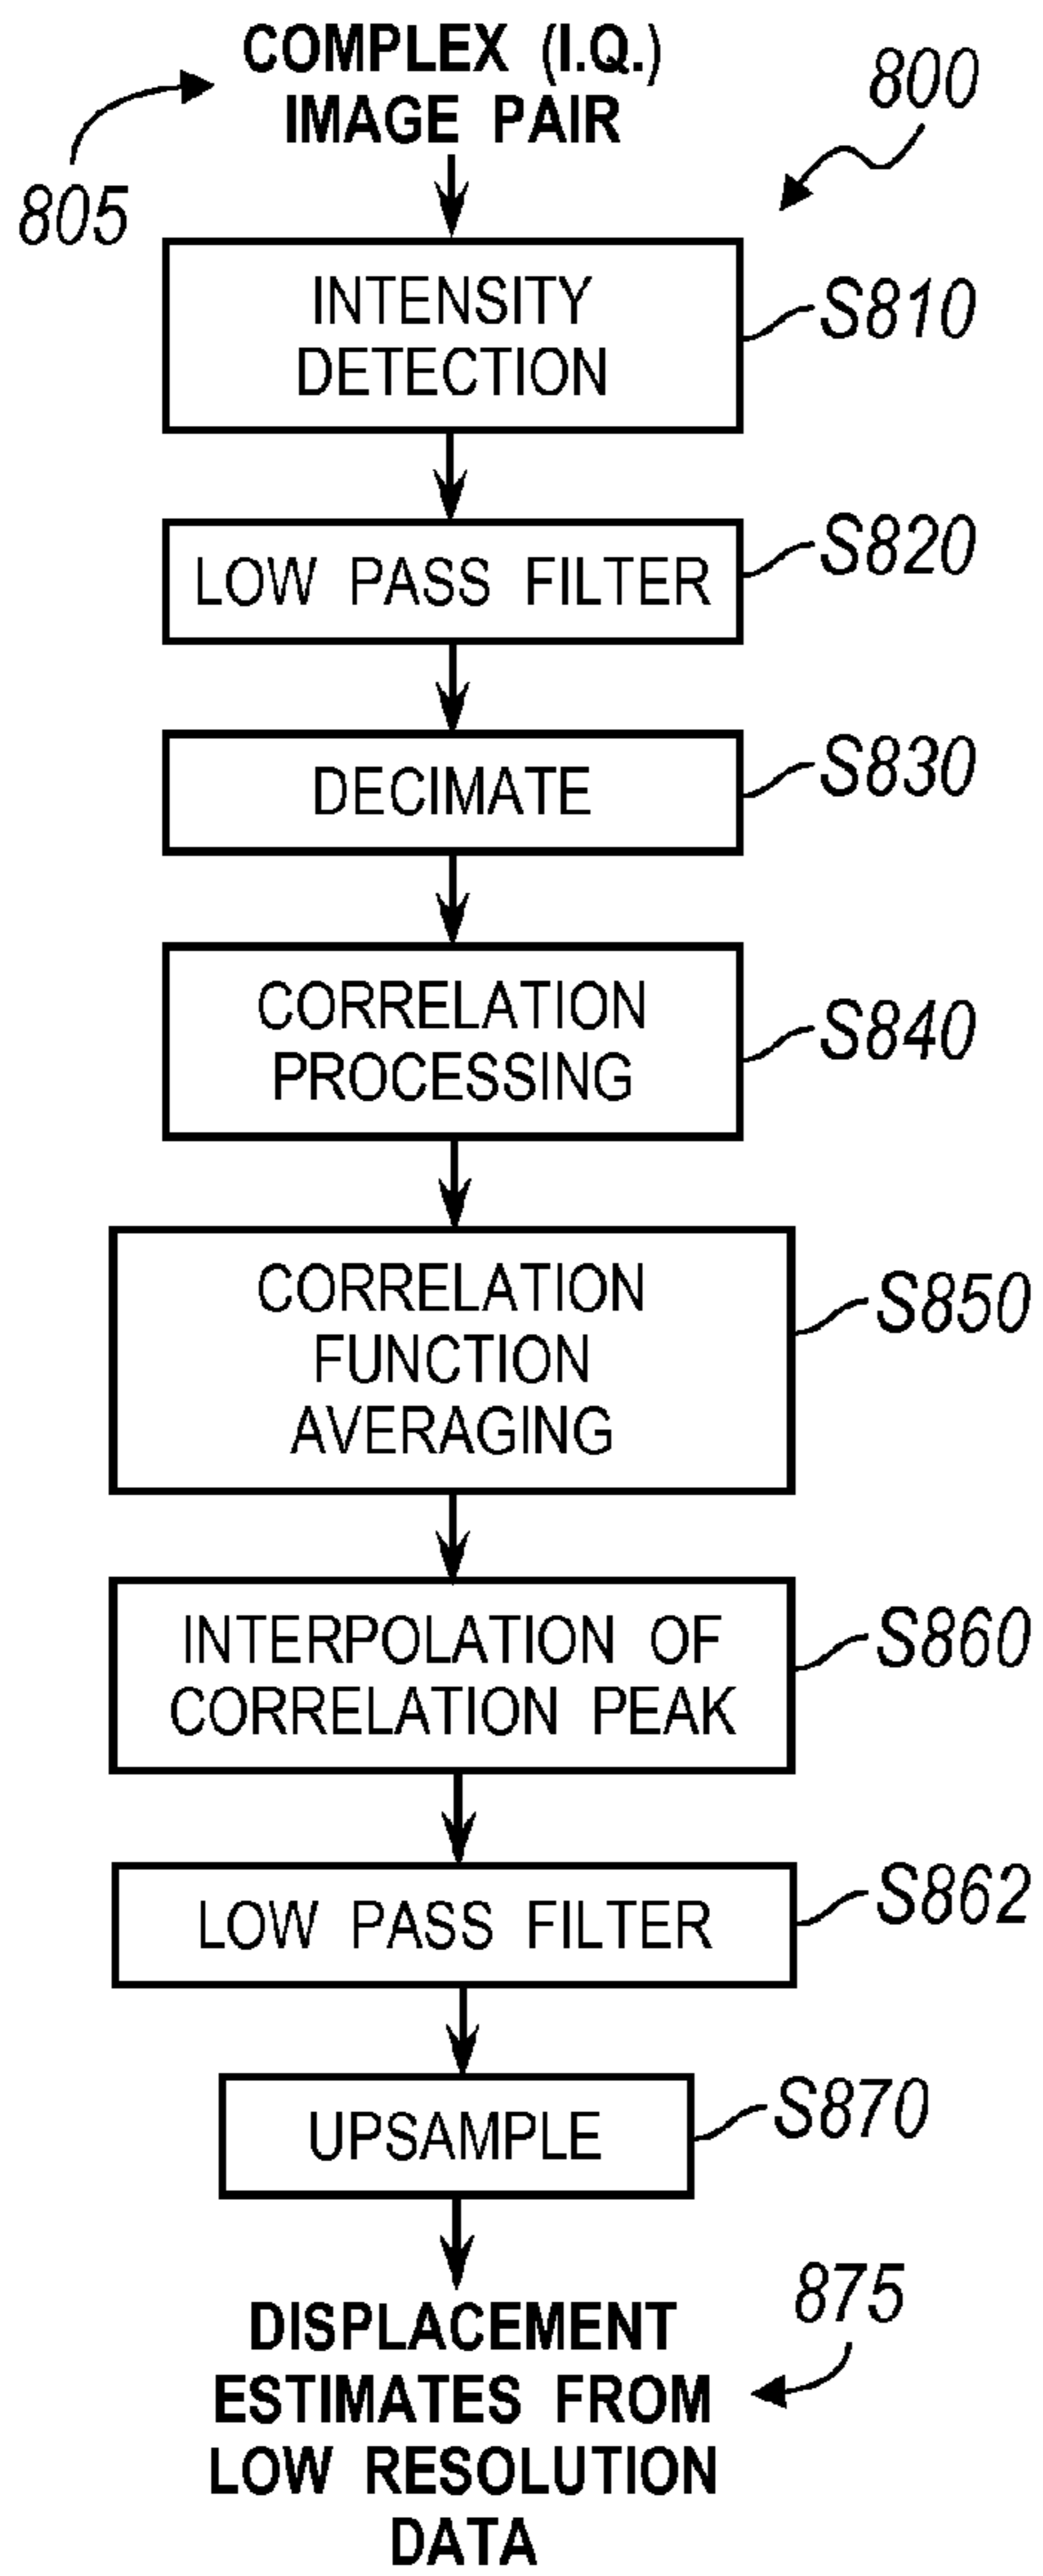 COMPLEX (I.Q.)
IMAGE PAIR
800
805
INTENSITY
DETECTION
S810
LOW PASS FILTER
S820
DECIMATE
S830
CORRELATION
PROCESSING
S840
CORRELATION
FUNCTION
AVERAGING
S850
INTERPOLATION OF
CORRELATION PEAK
S860
LOW PASS FILTER
S862
UPSAMPLE
S870
DISPLACEMENT
ESTIMATES FROM
LOW RESOLUTION
DATA
875